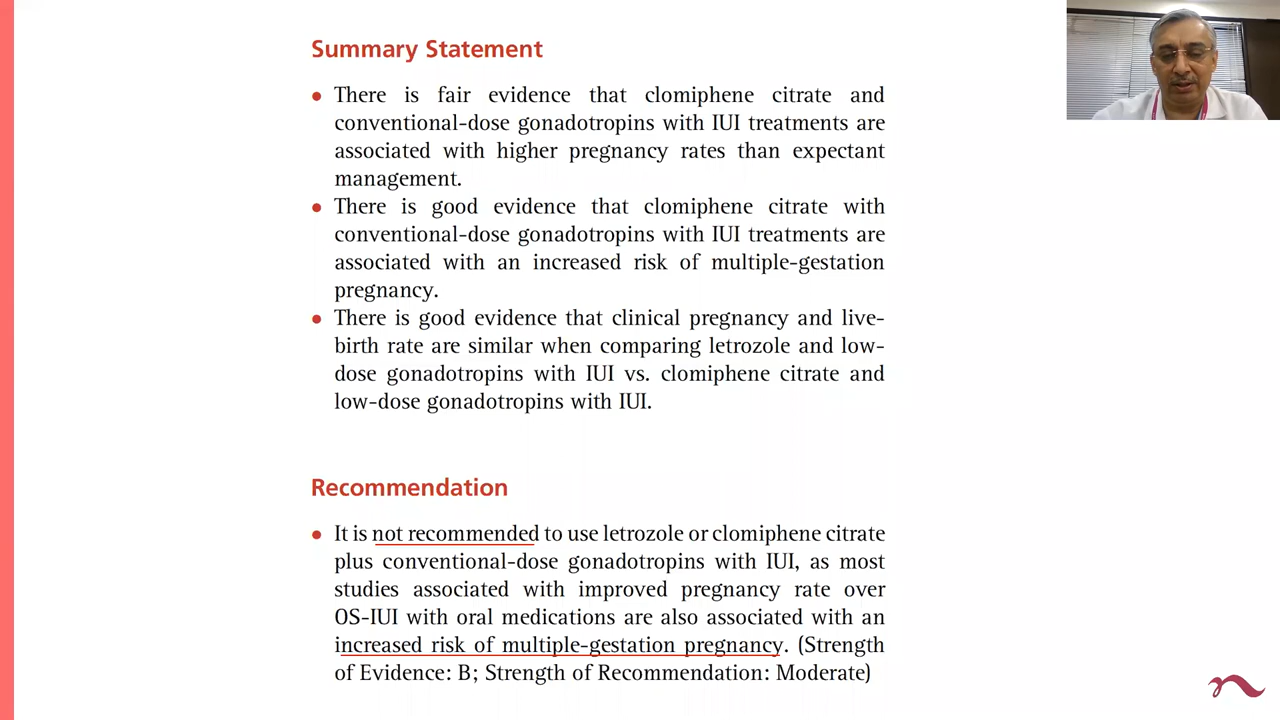 Summary Statement
• There is fair evidence that clomiphene citrate and
conventional-dose gonadotropins with IUI treatments are
associated with higher pregnancy rates than expectant
management.
• There is good evidence that clomiphene citrate with
conventional-dose gonadotropins with IUI treatments are
associated with an increased risk of multiple-gestation
pregnancy.
• There is good evidence that clinical pregnancy and live-
birth rate are similar when comparing letrozole and low-
dose gonadotropins with IUI vs. clomiphene citrate and
low-dose gonadotropins with IUI.
Recommendation
• It is not recommended to use letrozole or clomiphene citrate
plus conventional-dose gonadotropins with IUI, as most
studies associated with improved pregnancy rate over
OS-IUI with oral medications are also associated with an
increased risk of multiple-gestation pregnancy. (Strength
of Evidence: B; Strength of Recommendation: Moderate)